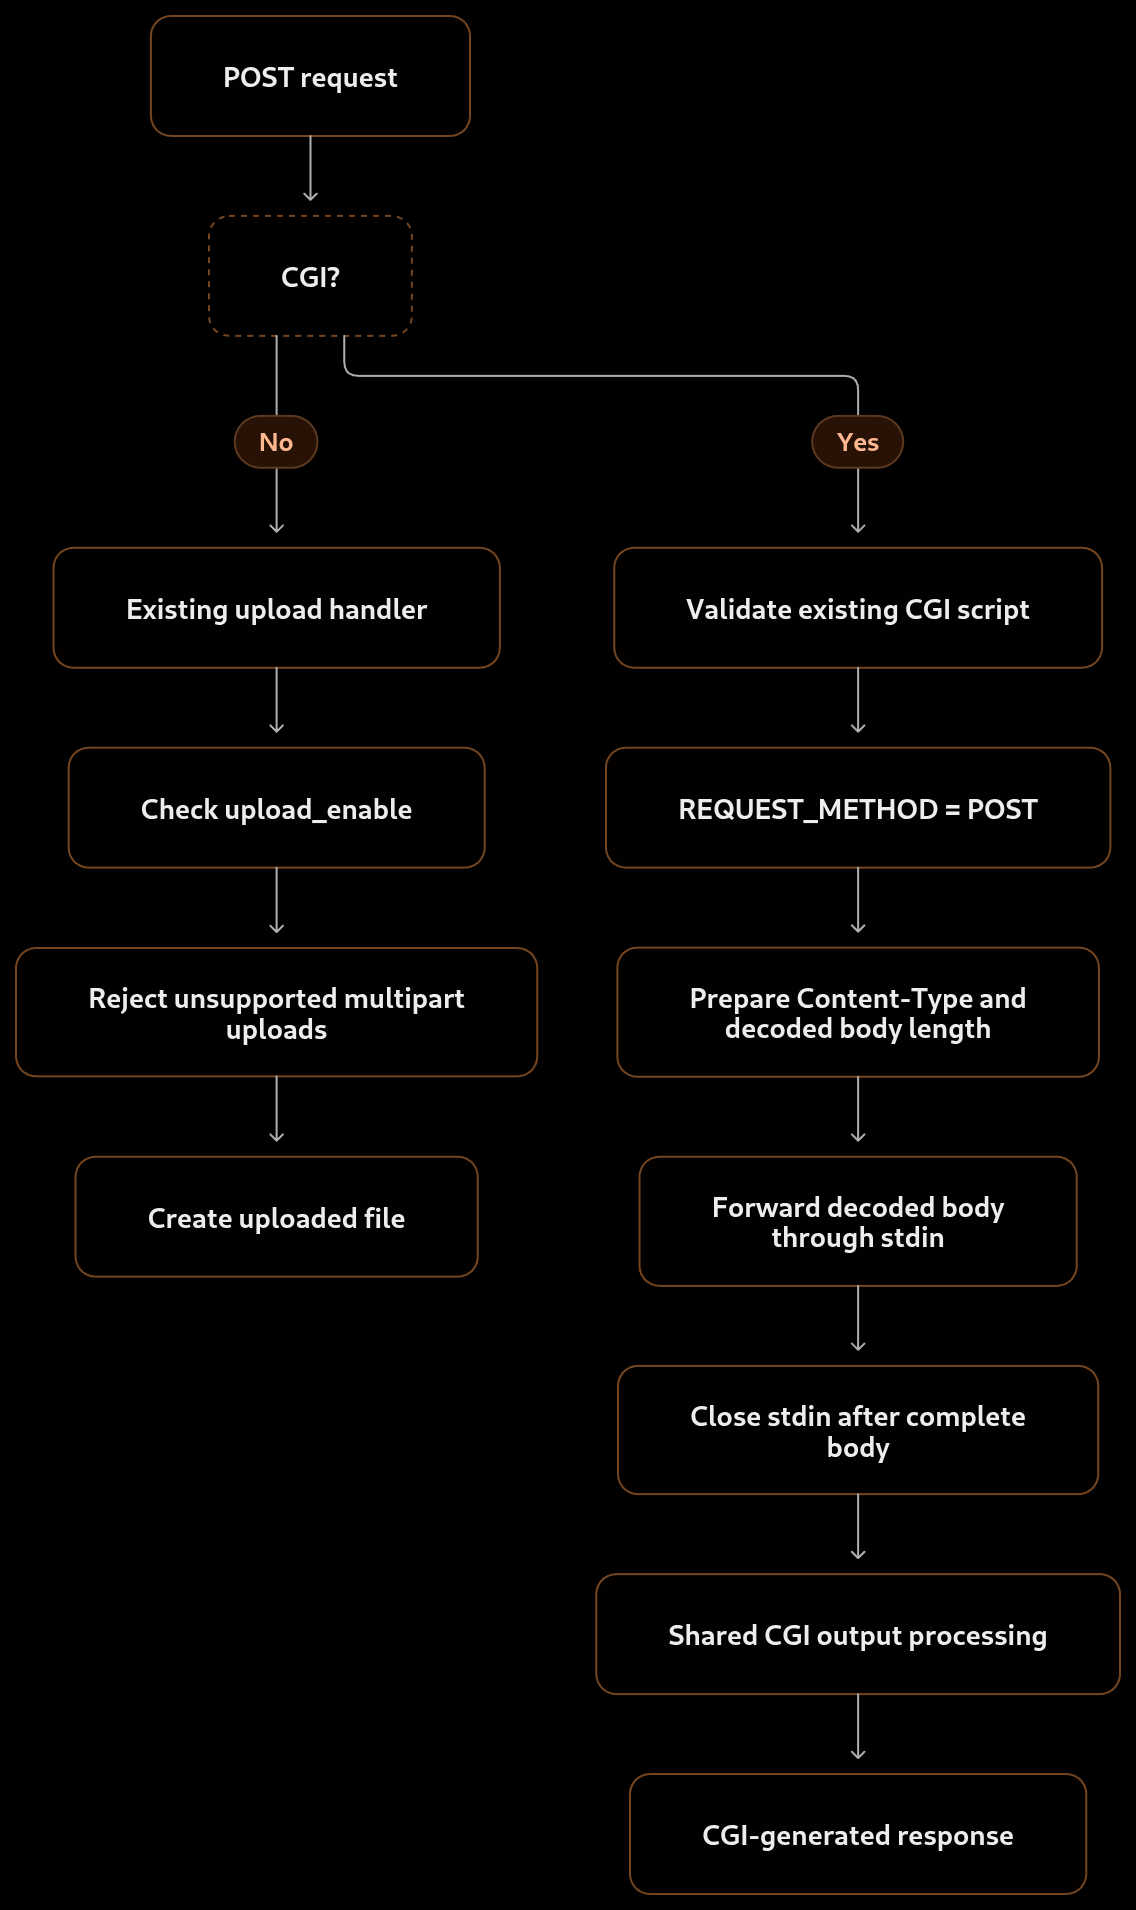 POST request
CGI?
No
Yes
Existing upload handler
Validate existing CGI script
Check upload_enable
REQUEST_METHOD = POST
Reject unsupported multipart
uploads
Prepare Content-Type and
decoded body length
Create uploaded file
Forward decoded body
through stdin
Close stdin after complete
body
Shared CGI output processing
CGI-generated response